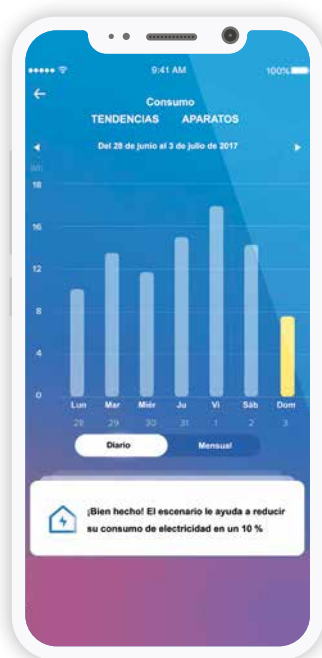 9:41 AM
100%
Consumo
TENDENCIAS APARATOS
Del 28 de junio al 3 de julio de 2017
18
16
12
8
4
0
Lun Mar Miér Ju Vi Sáb Dom
28 29 30 31 1 2 3
Diario Mensual
¡Bien hecho! El escenario le ayuda a reducir
su consumo de electricidad en un 10 %